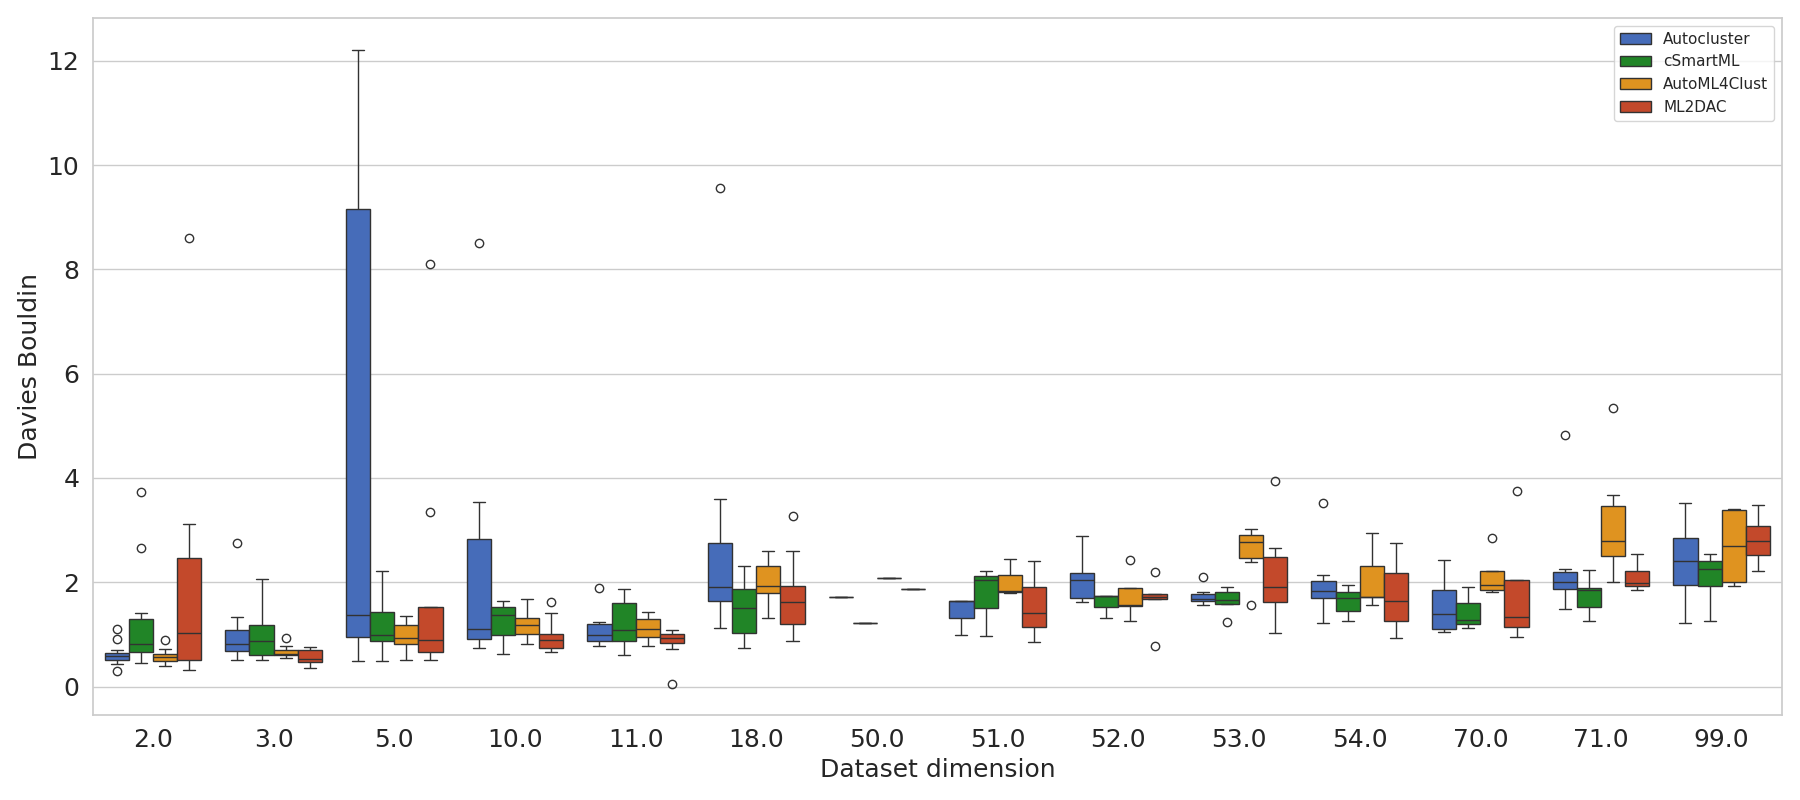 Autocluster
cSmartML
AutoML4Clust
ML2DAC
12
10
8
6
4
2
0
Davies Bouldin
2.0 3.0 5.0 10.0 11.0 18.0 50.0 51.0 52.0 53.0 54.0 70.0 71.0 99.0
Dataset dimension